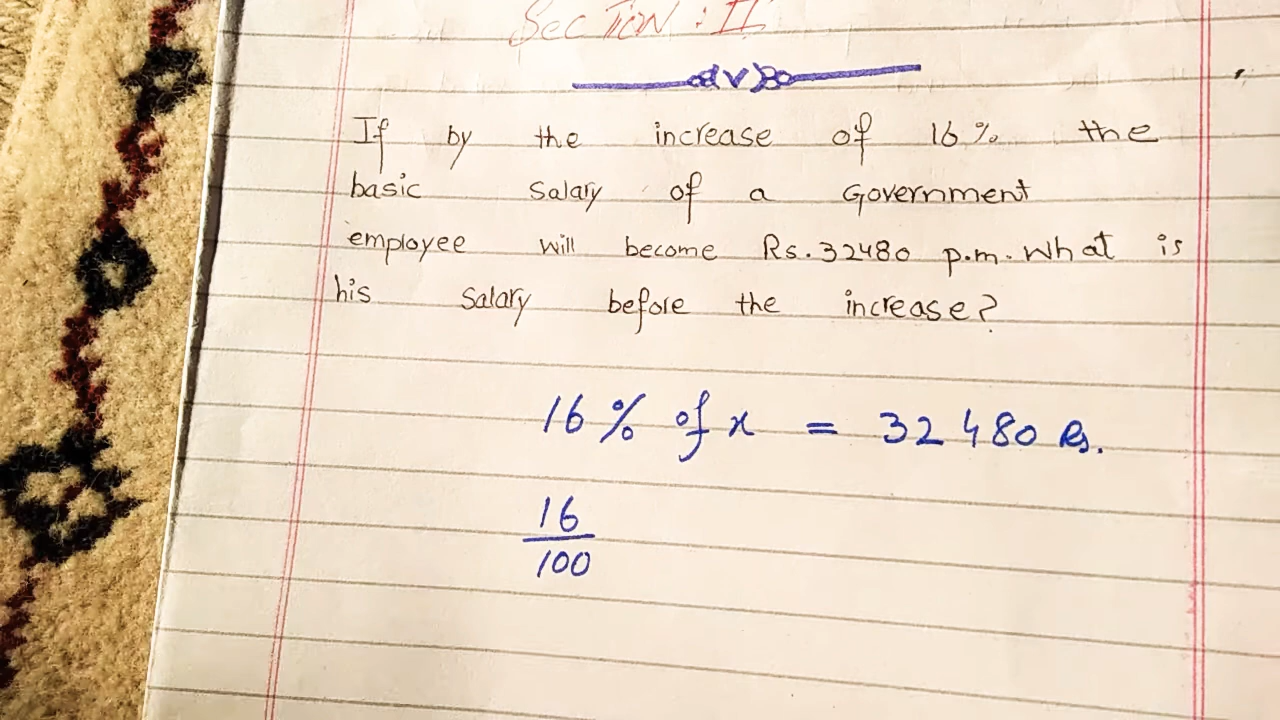 Section : II
If by the increase of 16% the
basic salary of a Government
employee will become Rs.32480 p.m. What is
his salary before the increase?
16% of x = 32480 Rs.
16
100